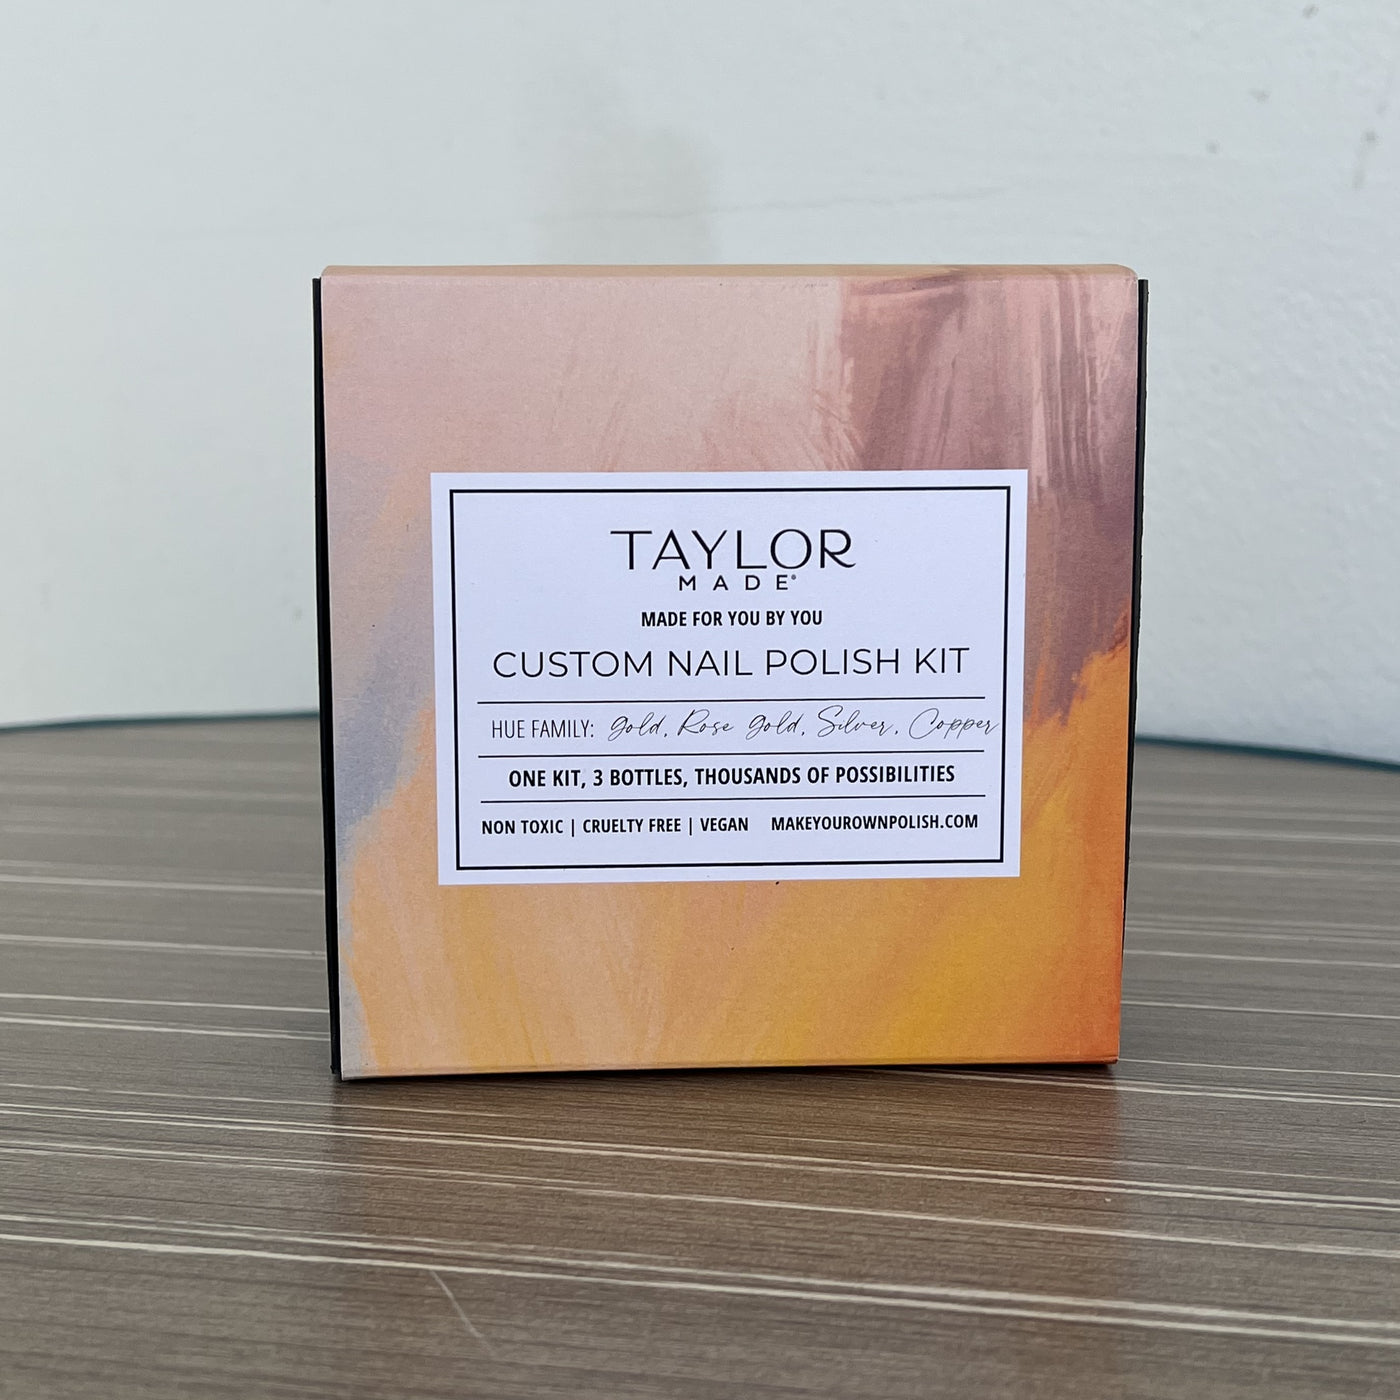 TAYLOR
MADE®
MADE FOR YOU BY YOU
CUSTOM NAIL POLISH KIT
HUE FAMILY: Gold, Rose Gold, Silver, Copper
ONE KIT, 3 BOTTLES, THOUSANDS OF POSSIBILITIES
NON TOXIC | CRUELTY FREE | VEGAN MAKEYOUROWNPOLISH.COM